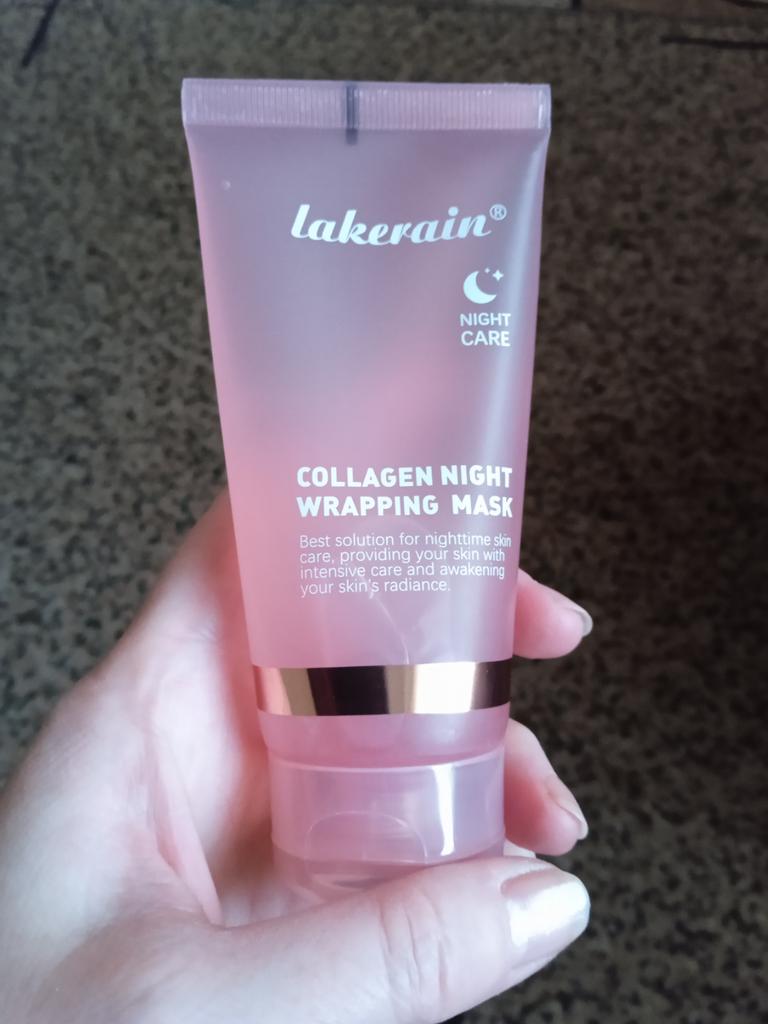 lakerain®
NIGHT
CARE
COLLAGEN NIGHT
WRAPPING MASK
Best solution for nighttime skin
care, providing your skin with
intensive care and awakening
your skin's radiance.